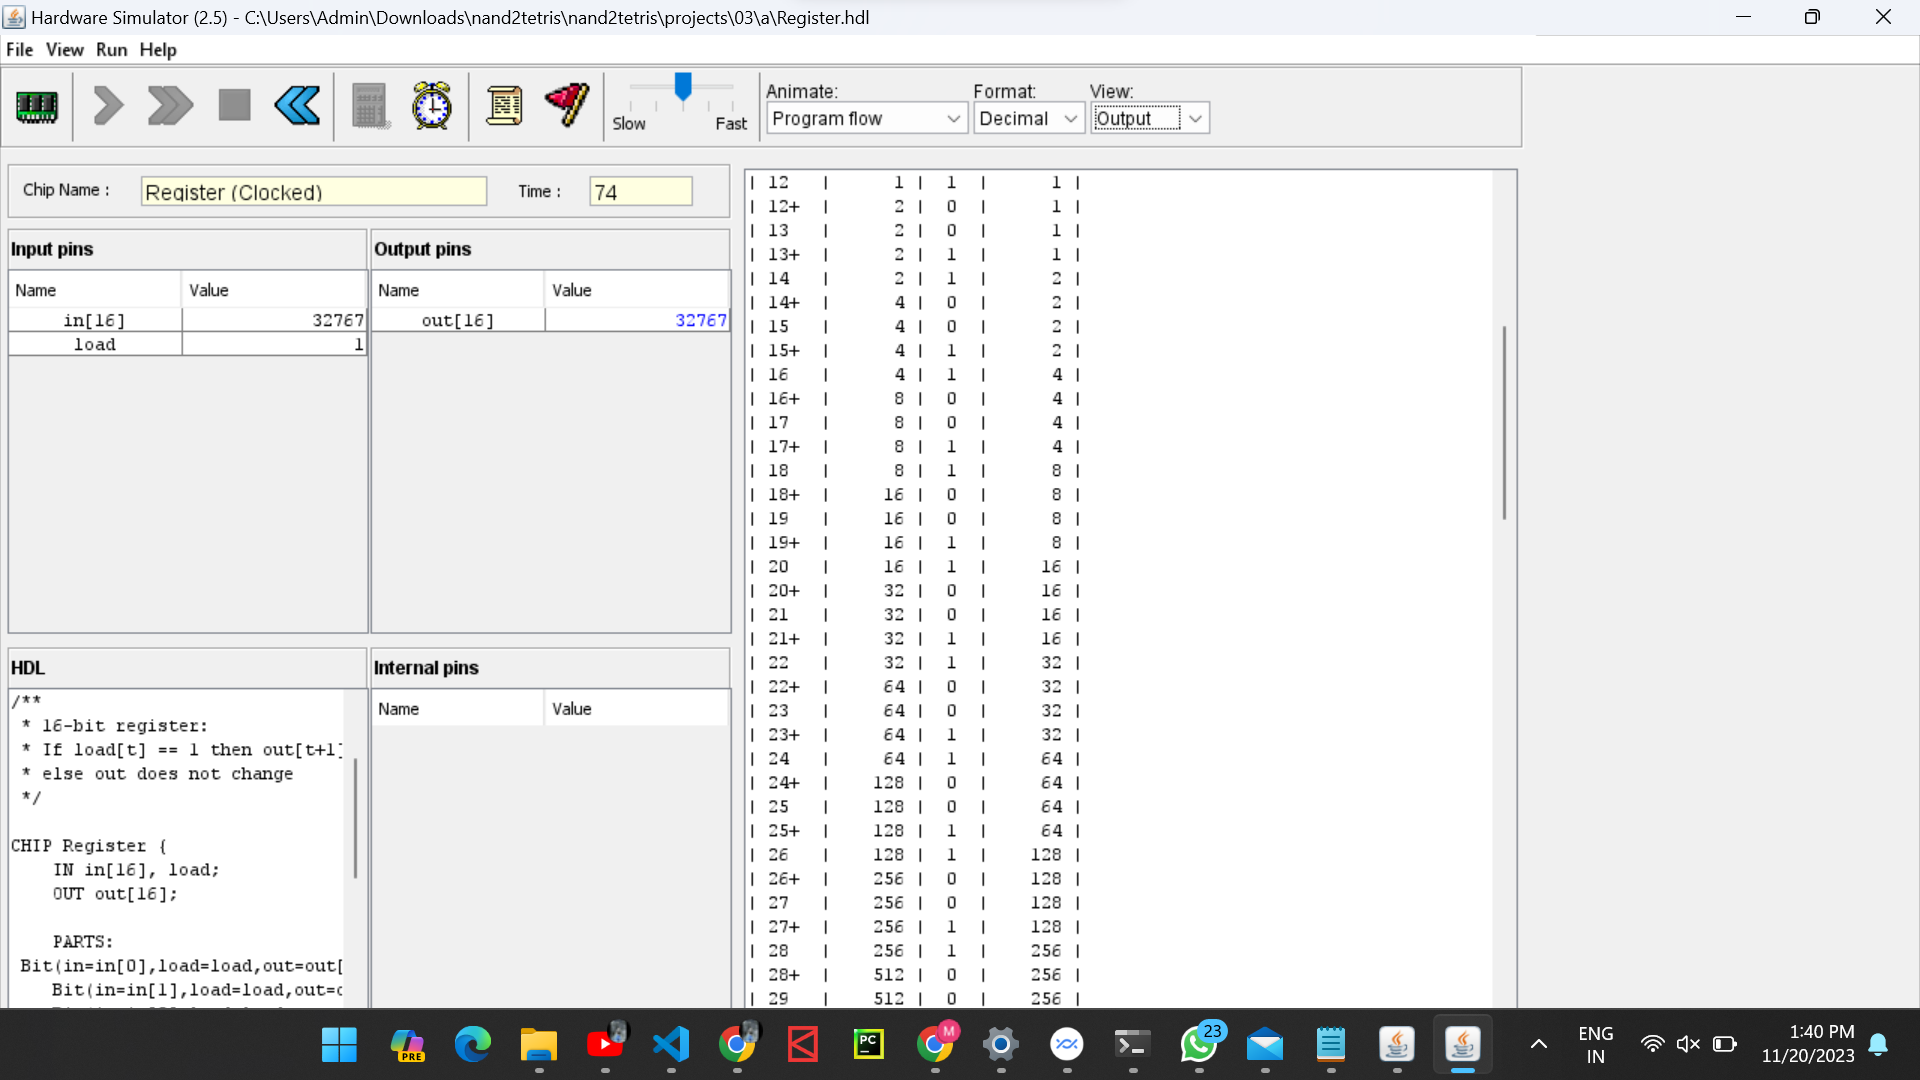 Hardware Simulator (2.5) - C:\Users\Admin\Downloads\nand2tetris\nand2tetris\projects\03\a\Register.hdl
File View Run Help
Slow Fast
Animate: Format: View:
Program flow Decimal Output
Chip Name : Register (Clocked) Time : 74
Input pins
Name Value
in[16] 32767
load 1
Output pins
Name Value
out[16] 32767
HDL
/**
* 16-bit register:
* If load[t] == 1 then out[t+1]
* else out does not change
*/
CHIP Register {
IN in[16], load;
OUT out[16];
PARTS:
Bit(in=in[0],load=load,out=out[
Bit(in=in[1],load=load,out=
Internal pins
Name Value
| 12 | 1 | 1 | 1 |
| 12+ | 2 | 0 | 1 |
| 13 | 2 | 0 | 1 |
| 13+ | 2 | 1 | 1 |
| 14 | 2 | 1 | 2 |
| 14+ | 4 | 0 | 2 |
| 15 | 4 | 0 | 2 |
| 15+ | 4 | 1 | 2 |
| 16 | 4 | 1 | 4 |
| 16+ | 8 | 0 | 4 |
| 17 | 8 | 0 | 4 |
| 17+ | 8 | 1 | 4 |
| 18 | 8 | 1 | 8 |
| 18+ | 16 | 0 | 8 |
| 19 | 16 | 0 | 8 |
| 19+ | 16 | 1 | 8 |
| 20 | 16 | 1 | 16 |
| 20+ | 32 | 0 | 16 |
| 21 | 32 | 0 | 16 |
| 21+ | 32 | 1 | 16 |
| 22 | 32 | 1 | 32 |
| 22+ | 64 | 0 | 32 |
| 23 | 64 | 0 | 32 |
| 23+ | 64 | 1 | 32 |
| 24 | 64 | 1 | 64 |
| 24+ | 128 | 0 | 64 |
| 25 | 128 | 0 | 64 |
| 25+ | 128 | 1 | 64 |
| 26 | 128 | 1 | 128 |
| 26+ | 256 | 0 | 128 |
| 27 | 256 | 0 | 128 |
| 27+ | 256 | 1 | 128 |
| 28 | 256 | 1 | 256 |
| 28+ | 512 | 0 | 256 |
| 29 | 512 | 0 | 256 |
PRE
PC
M
23
ENG
IN
1:40 PM
11/20/2023